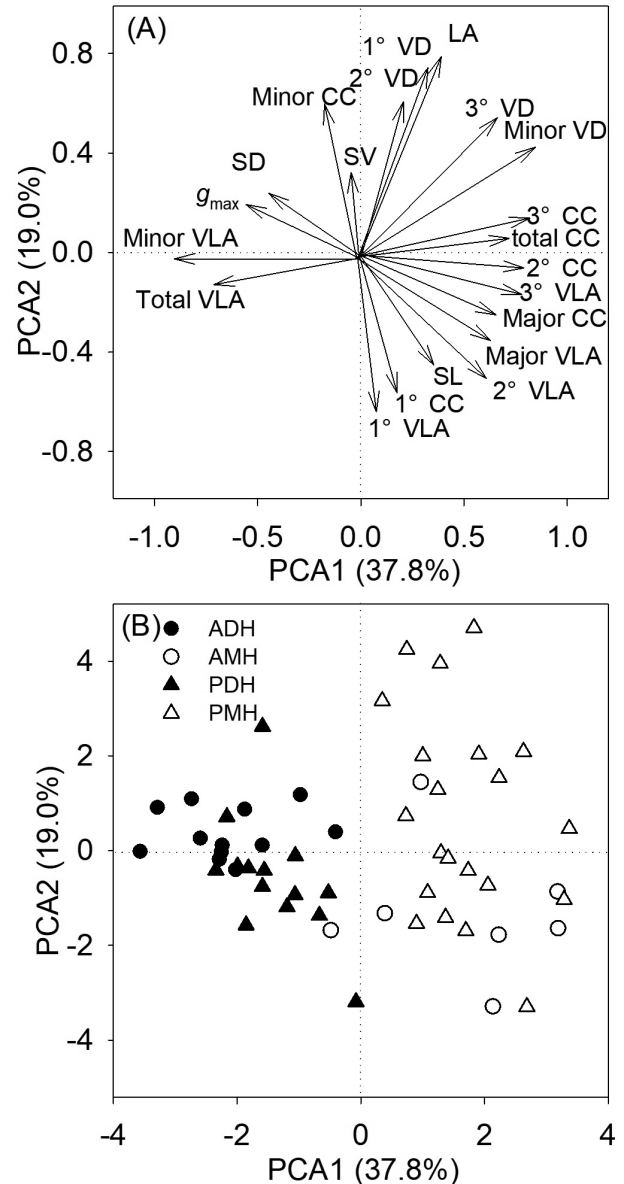 (A)
LA
1° VD
2° VD
Minor CC
3° VD
Minor VD
SD
SV
gmax
3° CC
Minor VLA
total CC
2° CC
Total VLA
3° VLA
Major CC
Major VLA
SL
2° VLA
1° CC
1° VLA
0.8
0.4
0.0
-0.4
-0.8
PCA2 (19.0%)
-1.0 -0.5 0.0 0.5 1.0
PCA1 (37.8%)
(B)
ADH
AMH
PDH
PMH
4
2
0
-2
-4
PCA2 (19.0%)
-4 -2 0 2 4
PCA1 (37.8%)